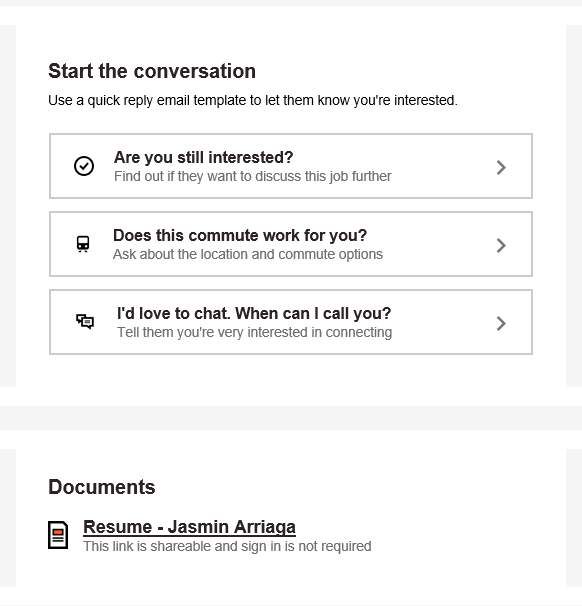 Start the conversation
Use a quick reply email template to let them know you're interested.
Are you still interested?
Find out if they want to discuss this job further
Does this commute work for you?
Ask about the location and commute options
I'd love to chat. When can I call you?
Tell them you're very interested in connecting
Documents
Resume - Jasmin Arriaga
This link is shareable and sign in is not required